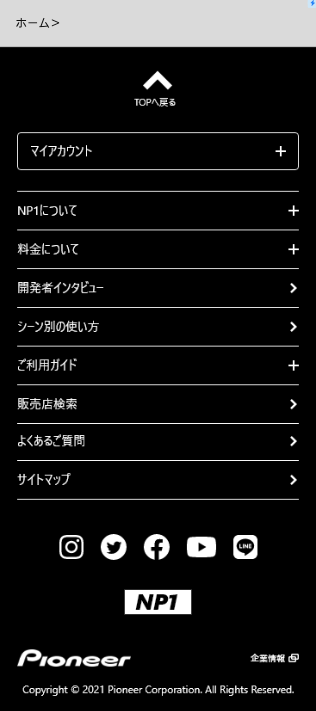 ホーム>
TOPへ戻る
マイアカウント
NP1について
料金について
開発者インタビュー
シーン別の使い方
ご利用ガイド
販売店検索
よくあるご質問
サイトマップ
LINE
NP1
Pioneer
企業情報
Copyright © 2021 Pioneer Corporation. All Rights Reserved.